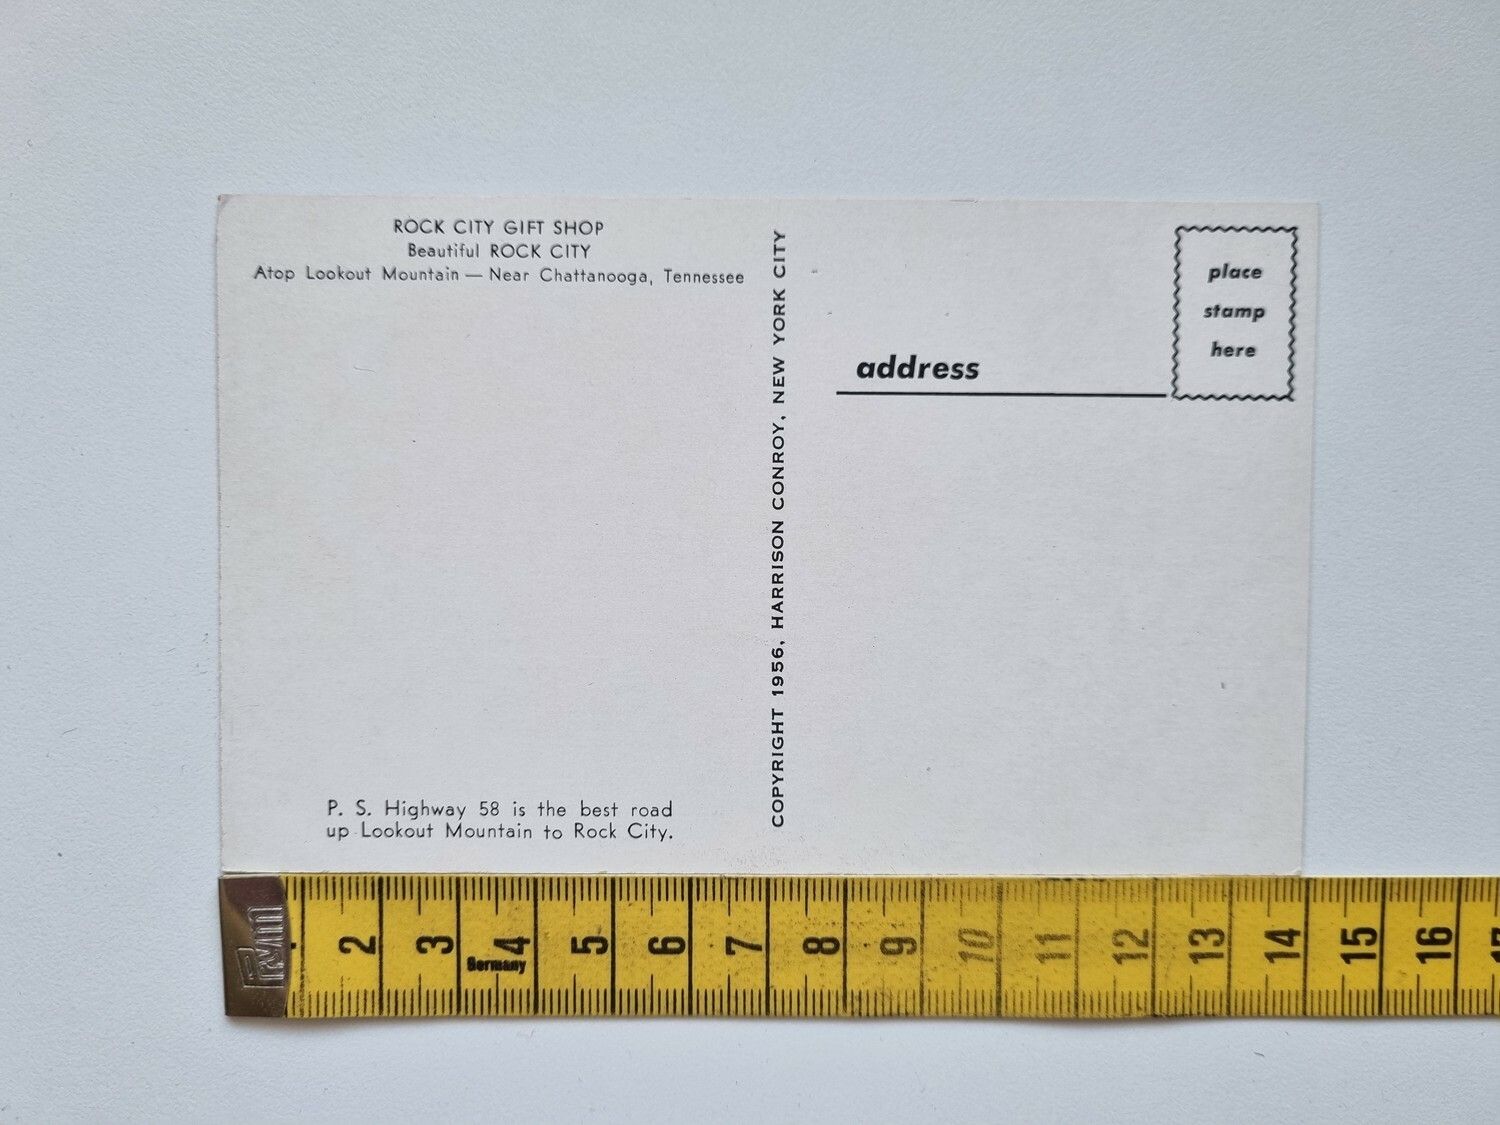 ROCK CITY GIFT SHOP
Beautiful ROCK CITY
Atop Lookout Mountain — Near Chattanooga, Tennessee
P. S. Highway 58 is the best road
up Lookout Mountain to Rock City.
COPYRIGHT 1956, HARRISON CONROY, NEW YORK CITY
place
stamp
here
address
2 3 4 5 6 7 8 9 10 11 12 13 14 15 16 17
Germany